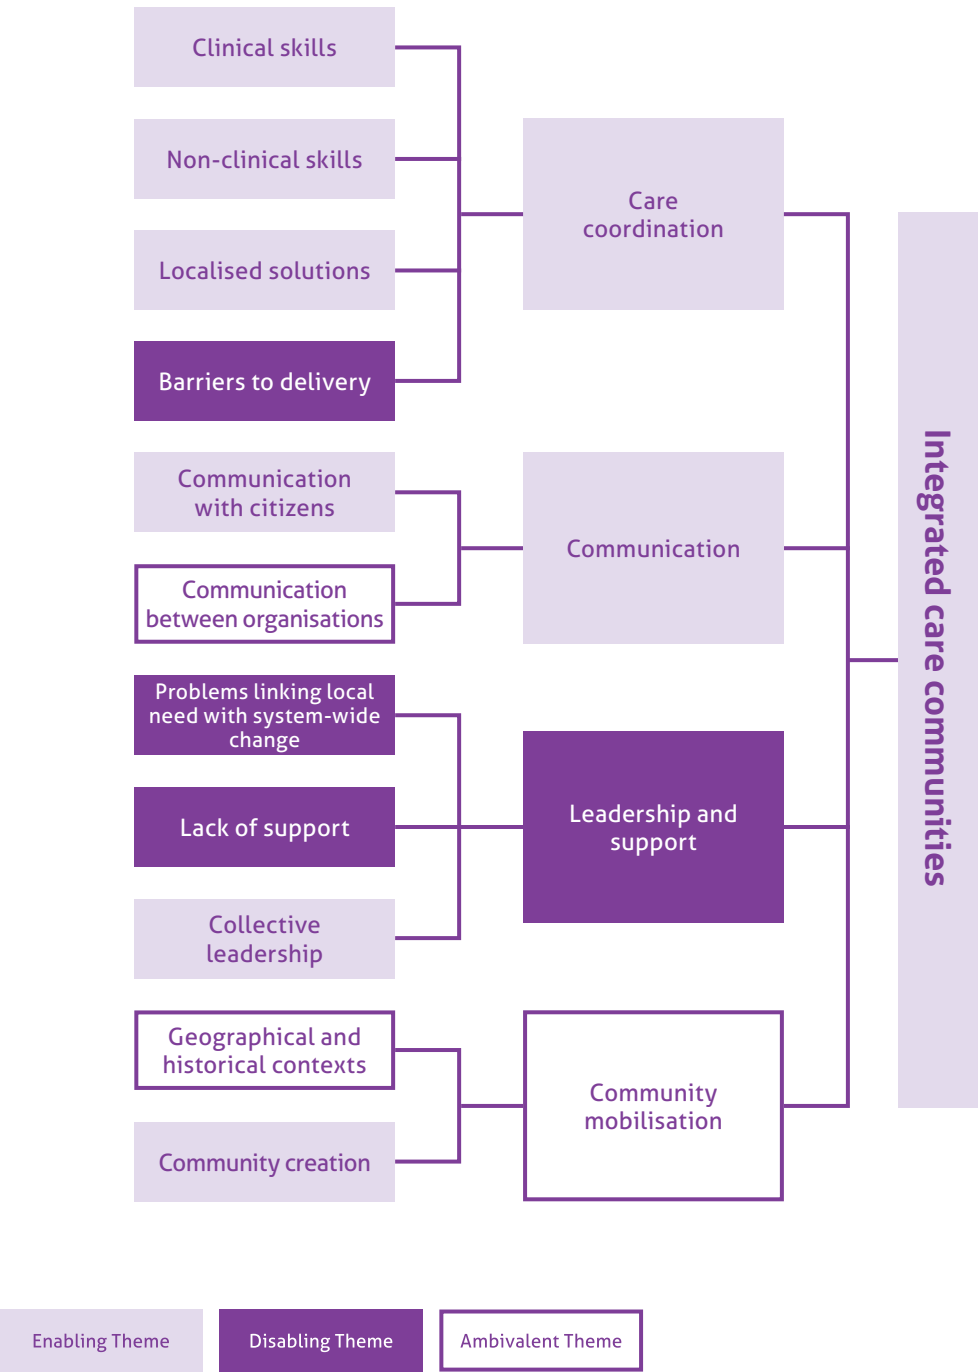 Clinical skills
Non-clinical skills
Localised solutions
Barriers to delivery
Care
coordination
Communication
with citizens
Communication
between organisations
Communication
Problems linking local
need with system-wide
change
Lack of support
Collective
leadership
Leadership and
support
Geographical and
historical contexts
Community creation
Community
mobilisation
Integrated care communities
Enabling Theme
Disabling Theme
Ambivalent Theme